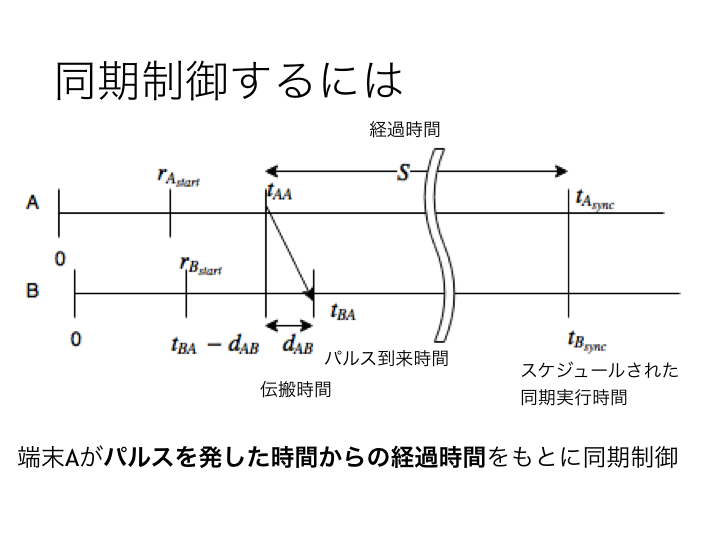 同期制御するには
経過時間
S
r_{A_{start}}
t_{AA}
t_{A_{sync}}
A
0
r_{B_{start}}
B
t_{BA}
0
t_{BA} − d_{AB}
d_{AB}
t_{B_{sync}}
パルス到来時間
伝搬時間
スケジュールされた
同期実行時間
端末Aがパルスを発した時間からの経過時間をもとに同期制御